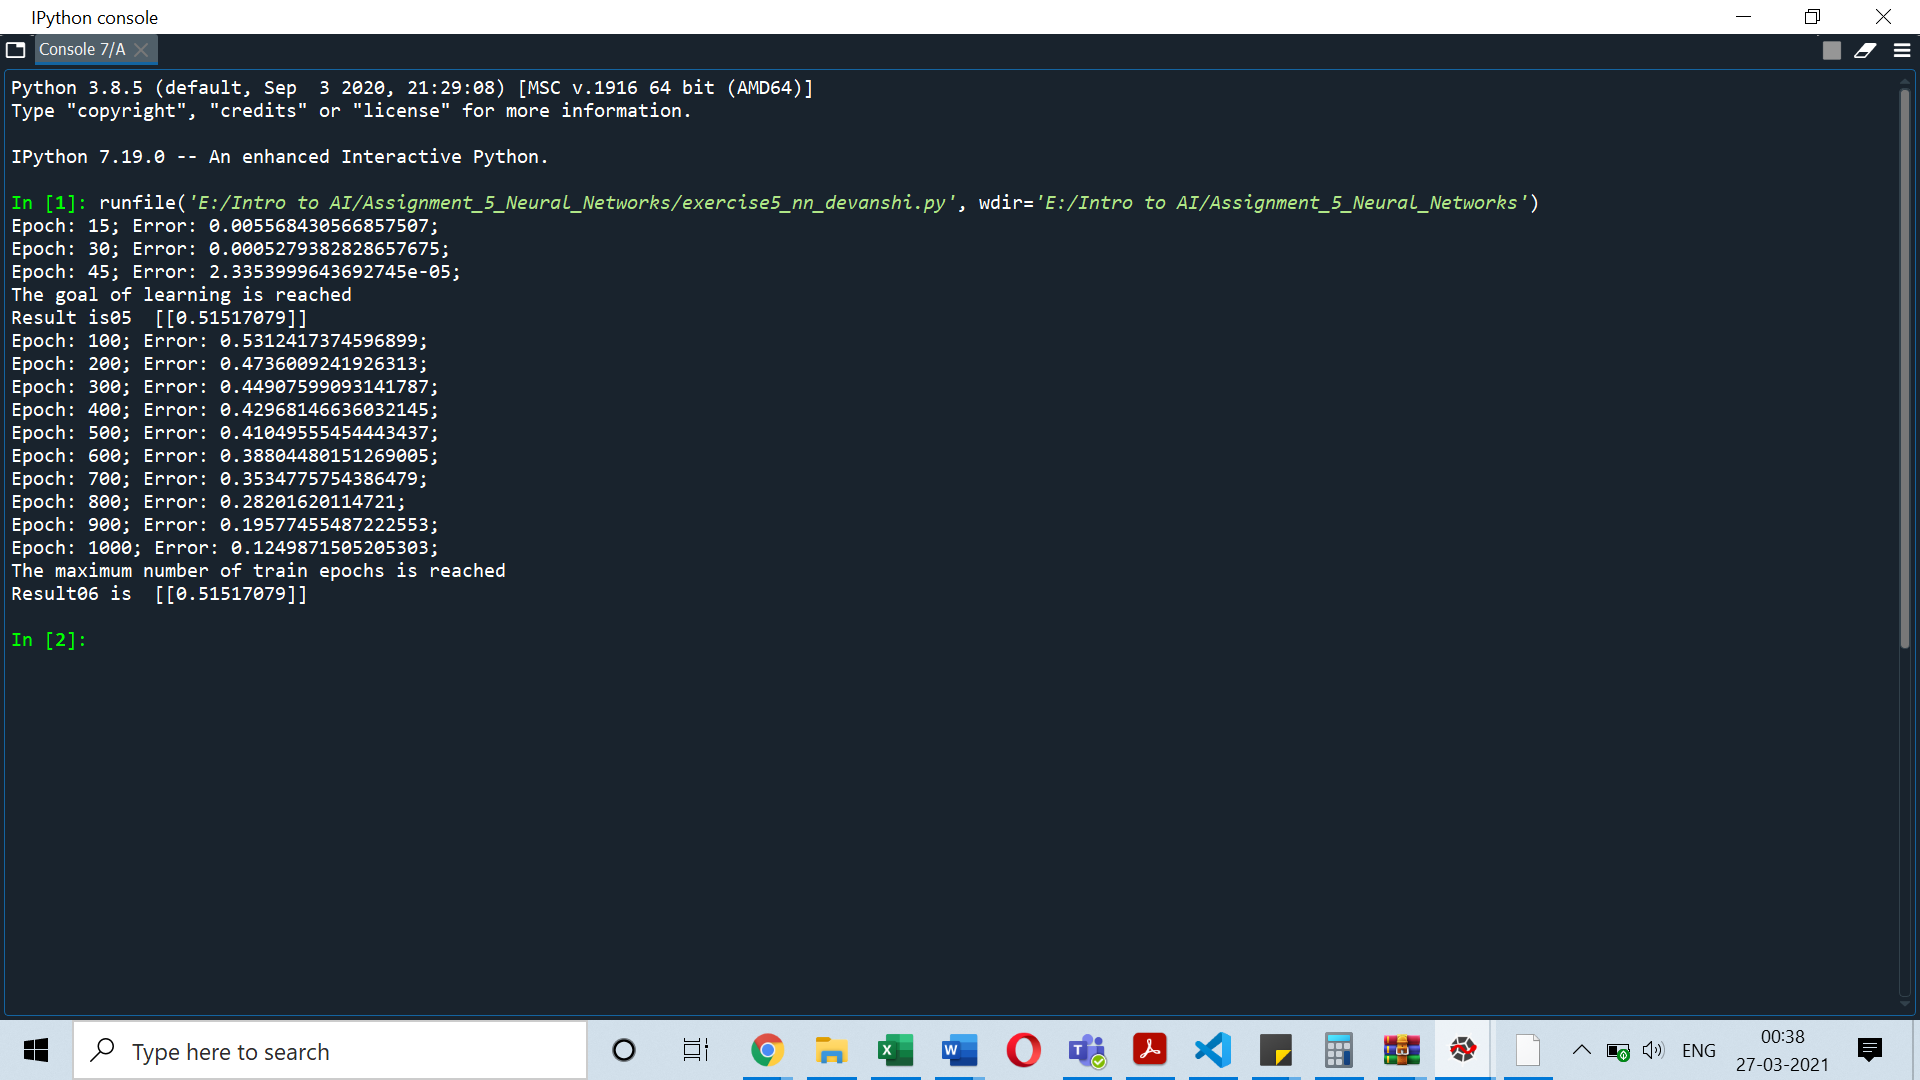 IPython console
Console 7/A
Python 3.8.5 (default, Sep  3 2020, 21:29:08) [MSC v.1916 64 bit (AMD64)]
Type "copyright", "credits" or "license" for more information.
IPython 7.19.0 -- An enhanced Interactive Python.
In [1]: runfile('E:/Intro to AI/Assignment_5_Neural_Networks/exercise5_nn_devanshi.py', wdir='E:/Intro to AI/Assignment_5_Neural_Networks')
Epoch: 15; Error: 0.005568430566857507;
Epoch: 30; Error: 0.0005279382828657675;
Epoch: 45; Error: 2.3353999643692745e-05;
The goal of learning is reached
Result is05  [[0.51517079]]
Epoch: 100; Error: 0.5312417374596899;
Epoch: 200; Error: 0.4736009241926313;
Epoch: 300; Error: 0.44907599093141787;
Epoch: 400; Error: 0.42968146636032145;
Epoch: 500; Error: 0.41049555454443437;
Epoch: 600; Error: 0.38804480151269005;
Epoch: 700; Error: 0.3534775754386479;
Epoch: 800; Error: 0.28201620114721;
Epoch: 900; Error: 0.19577455487222553;
Epoch: 1000; Error: 0.1249871505205303;
The maximum number of train epochs is reached
Result06 is  [[0.51517079]]
In [2]:
Type here to search
ENG
00:38
27-03-2021